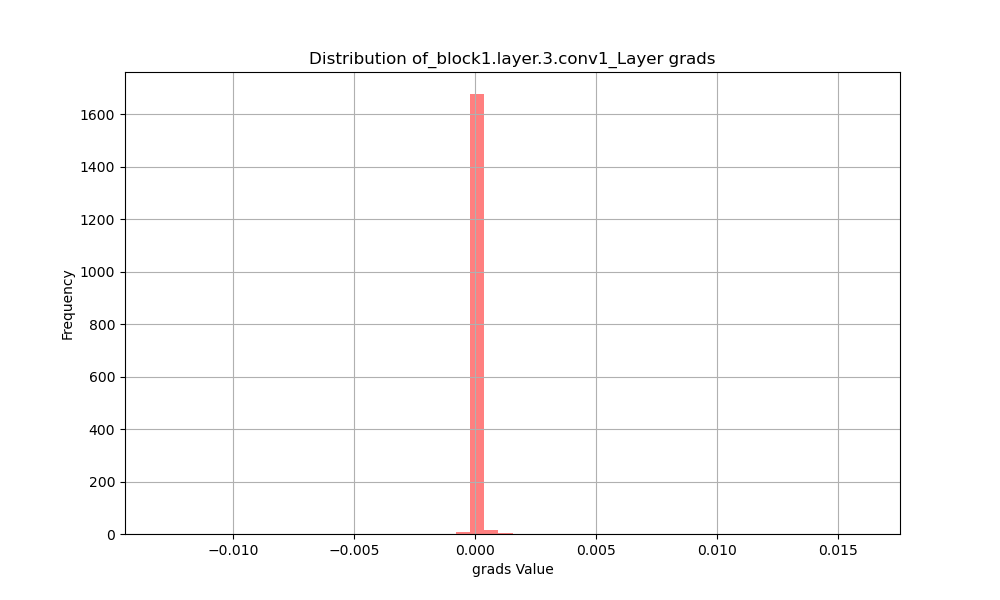 Distribution of_block1.layer.3.conv1_Layer grads
Frequency
1600
1400
1200
1000
800
600
400
200
0
−0.010 −0.005 0.000 0.005 0.010 0.015
grads Value